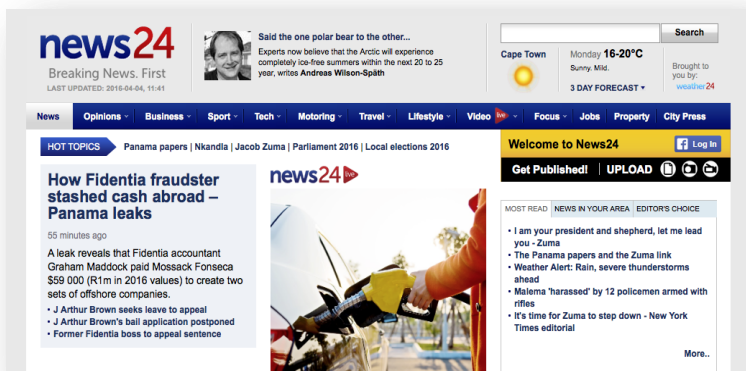 news24
Breaking News. First
LAST UPDATED: 2016-04-04, 11:41
Said the one polar bear to the other...
Experts now believe that the Arctic will experience
completely ice-free summers within the next 20 to
25 year, writes Andreas Wilson-Späth
Search
Cape Town
Monday 16-20°C
Sunny. Mild.
3 DAY FORECAST
Brought to
you by:
weather24
News Opinions Business Sport Tech Motoring Travel Lifestyle Video live Focus Jobs Property City Press
HOT TOPICS Panama papers | Nkandla | Jacob Zuma | Parliament 2016 | Local elections 2016
Welcome to News24
f Log In
Get Published! | UPLOAD
How Fidentia fraudster
stashed cash abroad –
Panama leaks
55 minutes ago
A leak reveals that Fidentia accountant
Graham Maddock paid Mossack Fonseca
$59 000 (R1m in 2016 values) to create two
sets of offshore companies.
• J Arthur Brown seeks leave to appeal
• J Arthur Brown's bail application postponed
• Former Fidentia boss to appeal sentence
news24 live
MOST READ NEWS IN YOUR AREA EDITOR'S CHOICE
• I am your president and shepherd, let me lead
you - Zuma
• The Panama papers and the Zuma link
• Weather Alert: Rain, severe thunderstorms
ahead
• Malema 'harassed' by 12 policemen armed with
rifles
• It's time for Zuma to step down - New York
Times editorial
More..